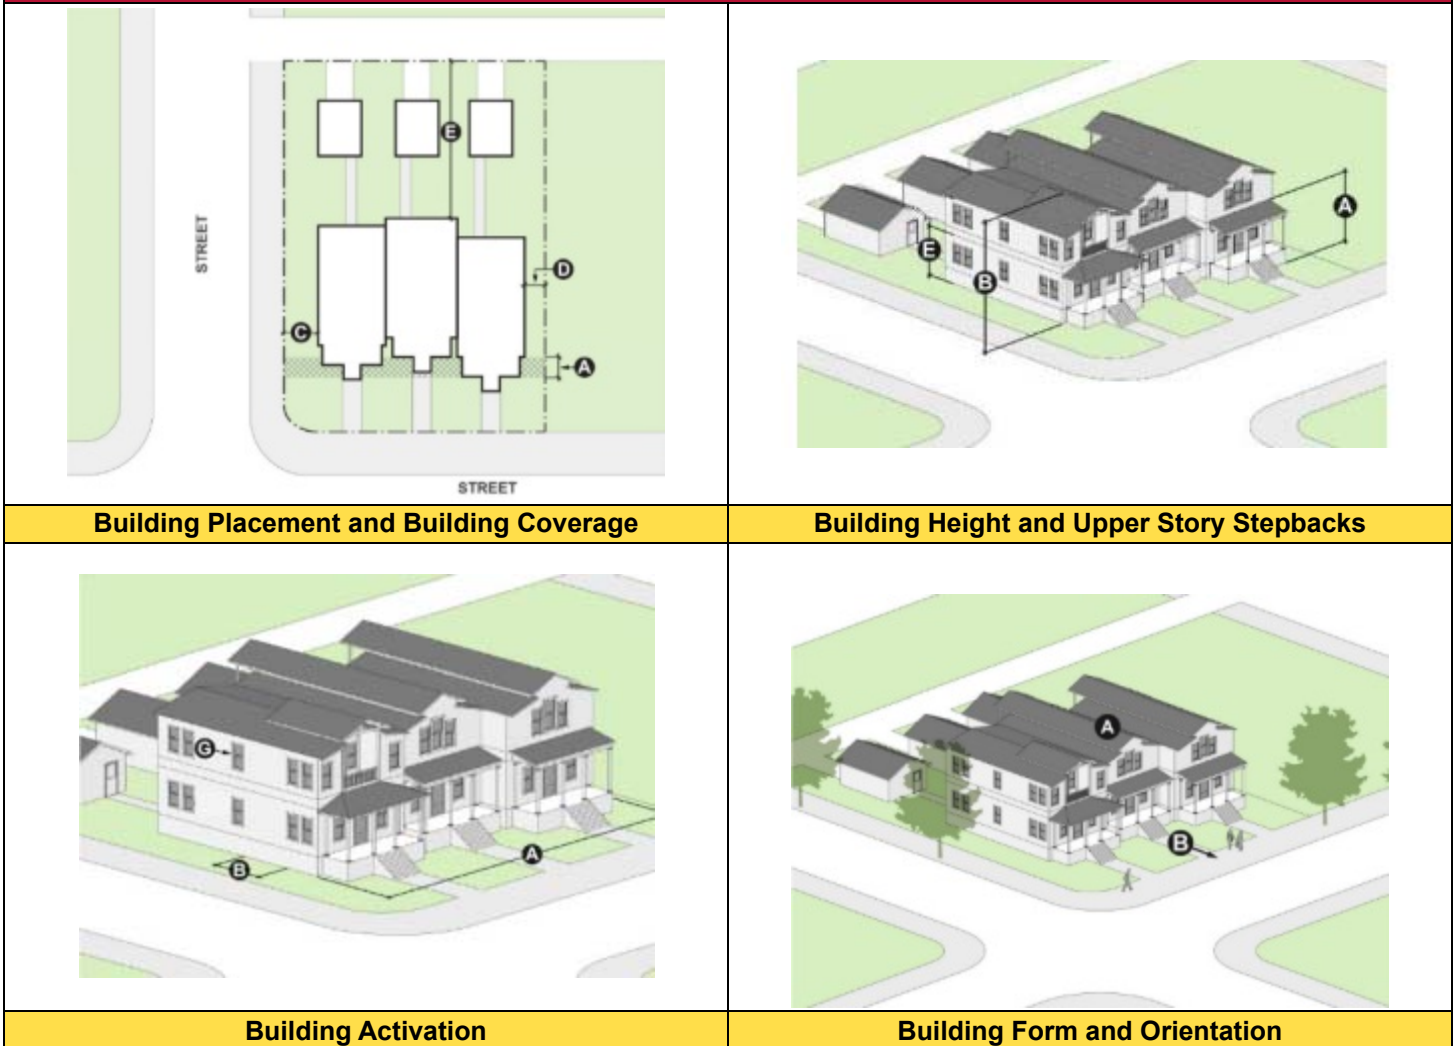 E
STREET
D
C
A
STREET
A
E
B
Building Placement and Building Coverage
Building Height and Upper Story Stepbacks
G
A
B
A
B
Building Activation
Building Form and Orientation